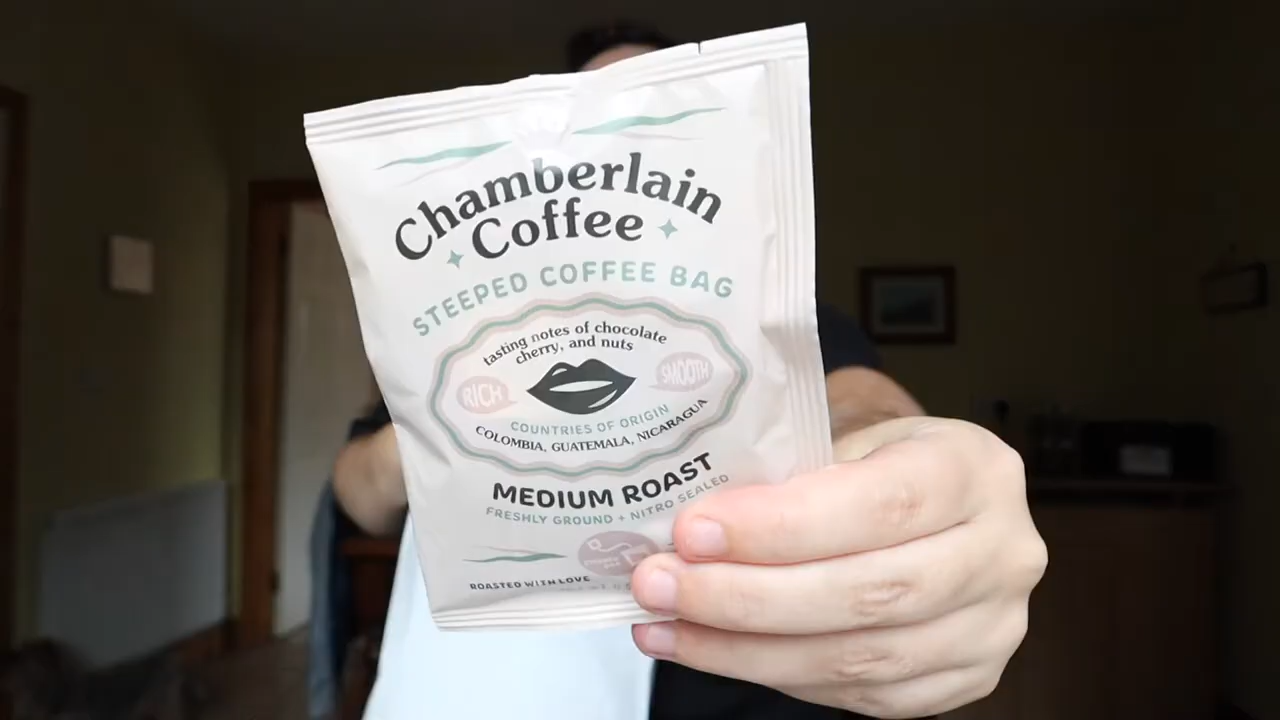 Chamberlain
Coffee
STEEPED COFFEE BAG
tasting notes of chocolate
cherry, and nuts
RICH
SMOOTH
COUNTRIES OF ORIGIN
COLOMBIA, GUATEMALA, NICARAGUA
MEDIUM ROAST
FRESHLY GROUND + NITRO SEALED
ROASTED WITH LOVE